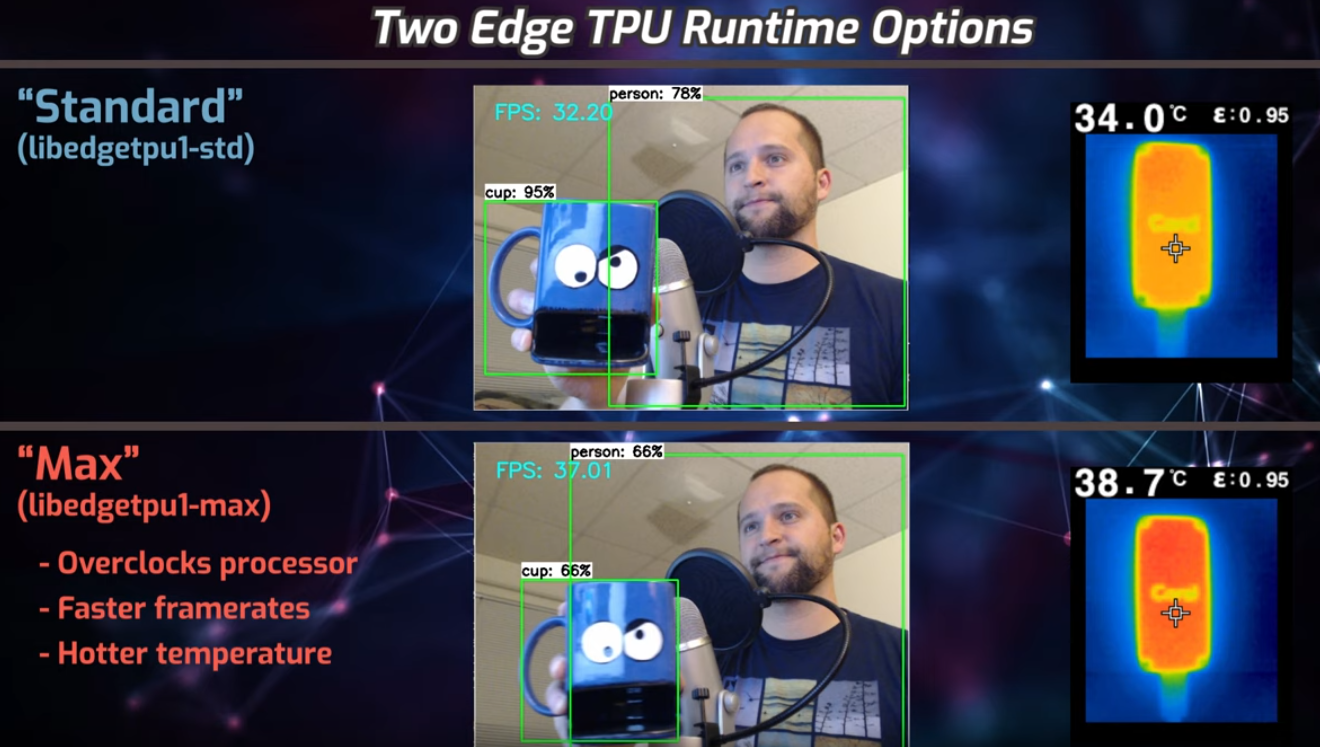 Two Edge TPU Runtime Options
“Standard”
(libedgetpu1-std)
person: 78%
FPS: 32.20
cup: 95%
34.0°C ε:0.95
Coral
“Max”
(libedgetpu1-max)
- Overclocks processor
- Faster framerates
- Hotter temperature
person: 66%
FPS: 37.01
cup: 66%
38.7°C ε:0.95
Coral